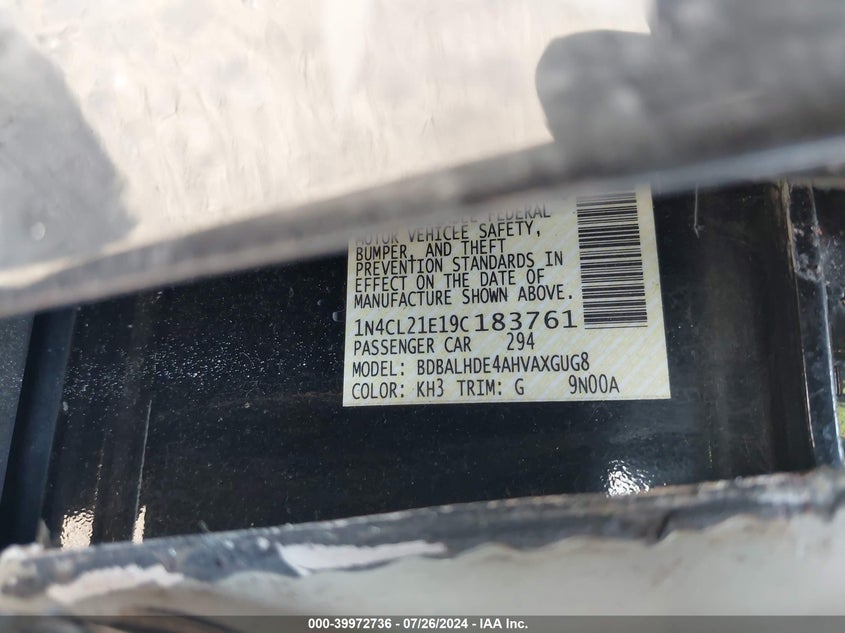 FEDERAL
MOTOR VEHICLE SAFETY,
BUMPER, AND THEFT
PREVENTION STANDARDS IN
EFFECT ON THE DATE OF
MANUFACTURE SHOWN ABOVE.
1N4CL21E19C183761
PASSENGER CAR 294
MODEL: BDBALHDE4AHVAXGUG8
COLOR: KH3 TRIM: G 9N00A
000-39972736 - 07/26/2024 - IAA Inc.